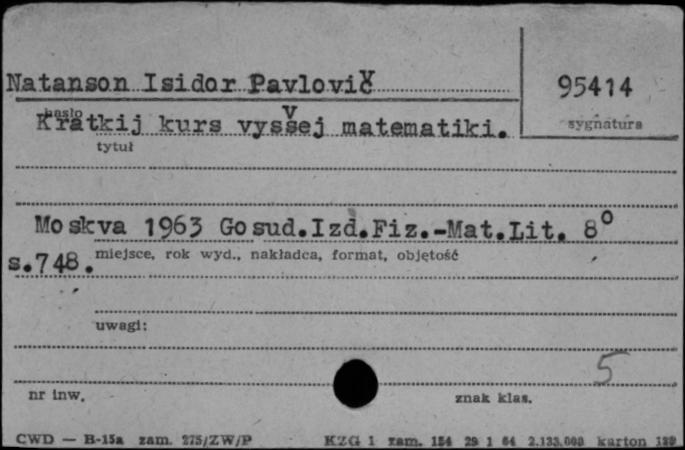 Natanson Isidor Pavlovič
95414
hasło
sygnatura
Kratkij kurs vysšej matematiki.
tytuł
Moskva 1963 Gosud.Izd.Fiz.-Mat.Lit. 8°
miejsce, rok wyd., nakładca, format, objętość
s.748.
uwagi:
5
nr inw.
znak klas.
CWD — B-15a zam. 275/ZW/P KZG 1 zam. 154 29 1 64 2.133.000 karton